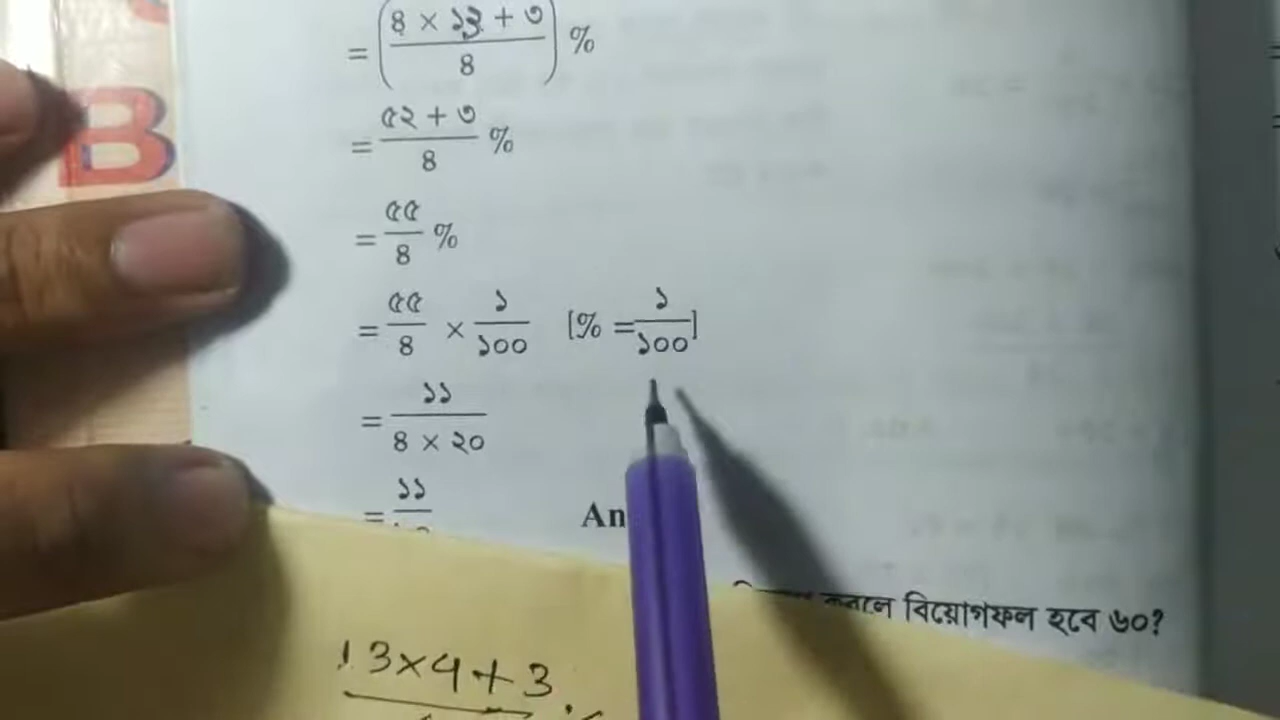 B
= (৪ × ১৩ + ৩ / ৪) %
= ৫২ + ৩ / ৪ %
= ৫৫ / ৪ %
= ৫৫ / ৪ × ১ / ১০০ [% = ১ / ১০০]
= ১১ / ৪ × ২০
= ১১ An
করলে বিয়োগফল হবে ৬০?
13×4+3